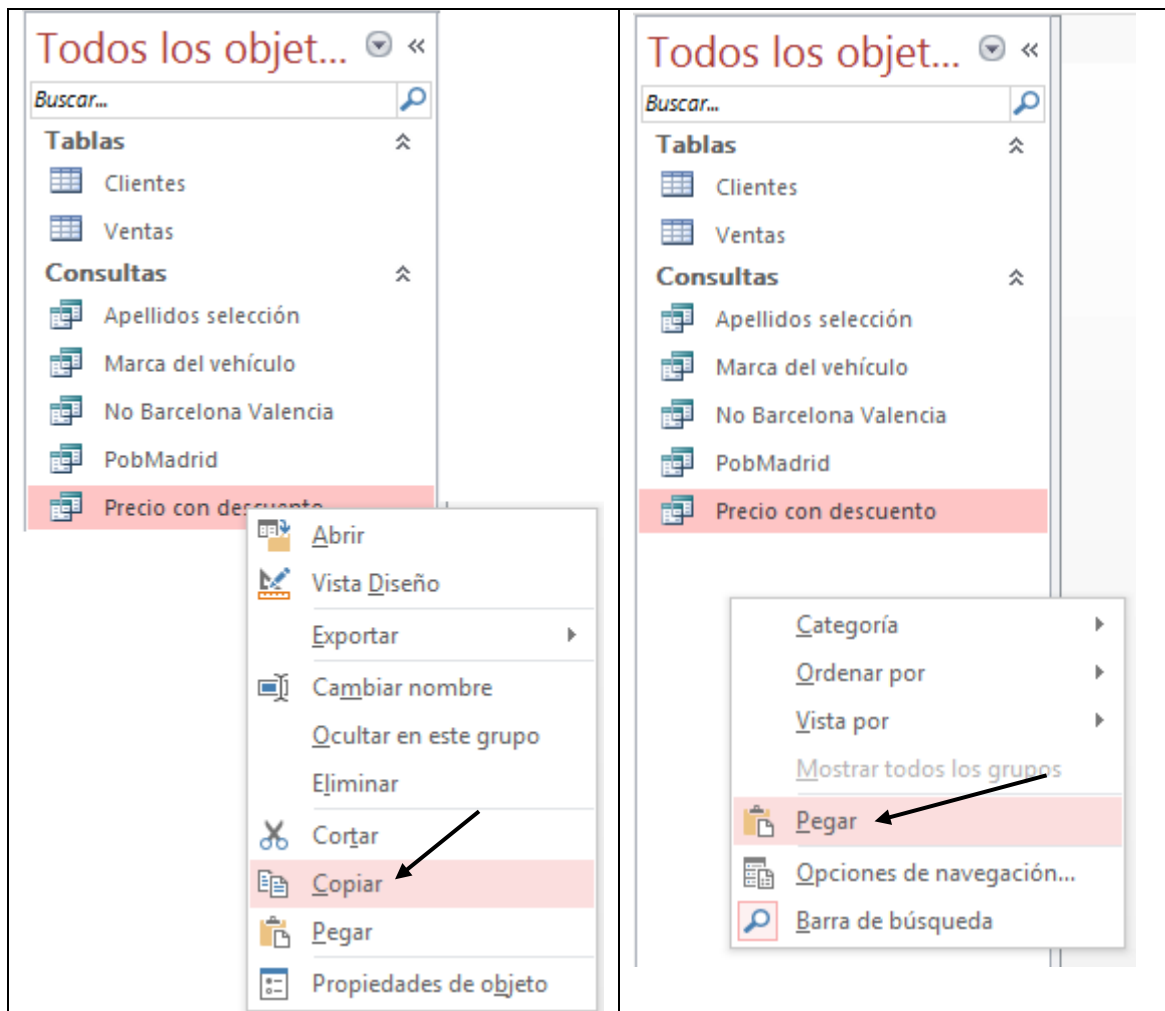 Todos los objet...
Buscar...
Tablas
Clientes
Ventas
Consultas
Apellidos selección
Marca del vehículo
No Barcelona Valencia
PobMadrid
Precio con descuento
Abrir
Vista Diseño
Exportar
Cambiar nombre
Ocultar en este grupo
Eliminar
Cortar
Copiar
Pegar
Propiedades de objeto
Todos los objet...
Buscar...
Tablas
Clientes
Ventas
Consultas
Apellidos selección
Marca del vehículo
No Barcelona Valencia
PobMadrid
Precio con descuento
Categoría
Ordenar por
Vista por
Mostrar todos los grupos
Pegar
Opciones de navegación...
Barra de búsqueda